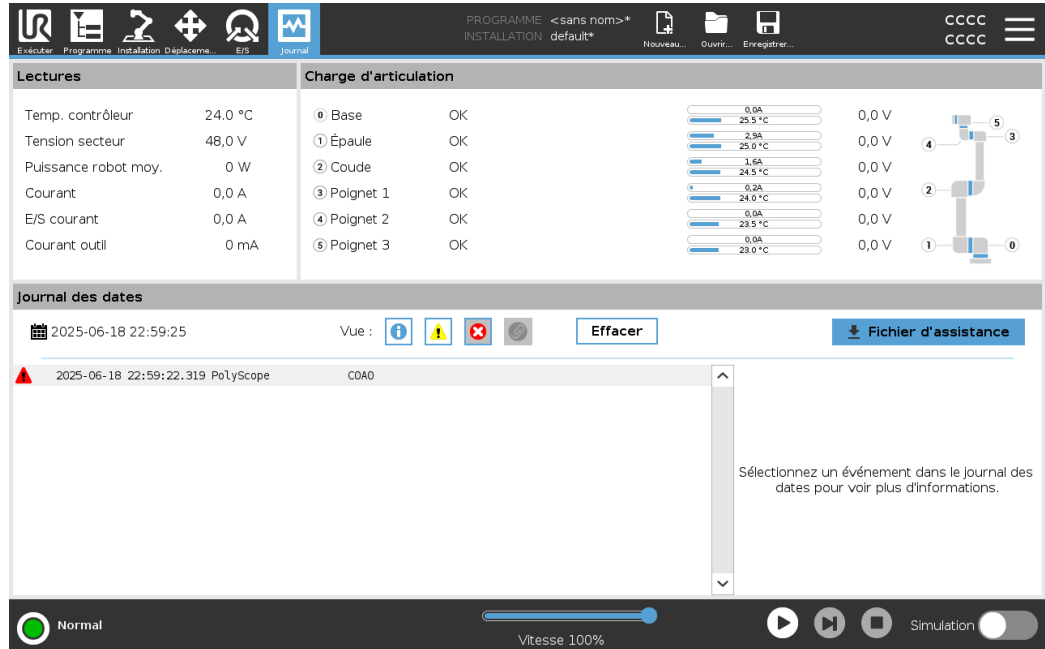 UR
Exécuter Programme Installation Déplaceme... E/S Journal
PROGRAMME <sans nom>*
INSTALLATION default*
Nouveau... Ouvrir... Enregistrer...
CCCC
CCCC
Lectures
Temp. contrôleur 24.0 °C
Tension secteur 48,0 V
Puissance robot moy. 0 W
Courant 0,0 A
E/S courant 0,0 A
Courant outil 0 mA
Charge d'articulation
0 Base OK 0,0A 25.5 °C 0,0 V
1 Épaule OK 2,9A 25.0 °C 0,0 V
2 Coude OK 1,6A 24.5 °C 0,0 V
3 Poignet 1 OK 0,2A 24.0 °C 0,0 V
4 Poignet 2 OK 0,0A 23.5 °C 0,0 V
5 Poignet 3 OK 0,0A 23.0 °C 0,0 V
5
3
4
2
1 0
Journal des dates
2025-06-18 22:59:25 Vue : Effacer Fichier d'assistance
2025-06-18 22:59:22.319 PolyScope C0A0
Sélectionnez un événement dans le journal des
dates pour voir plus d'informations.
Normal
Vitesse 100%
Simulation